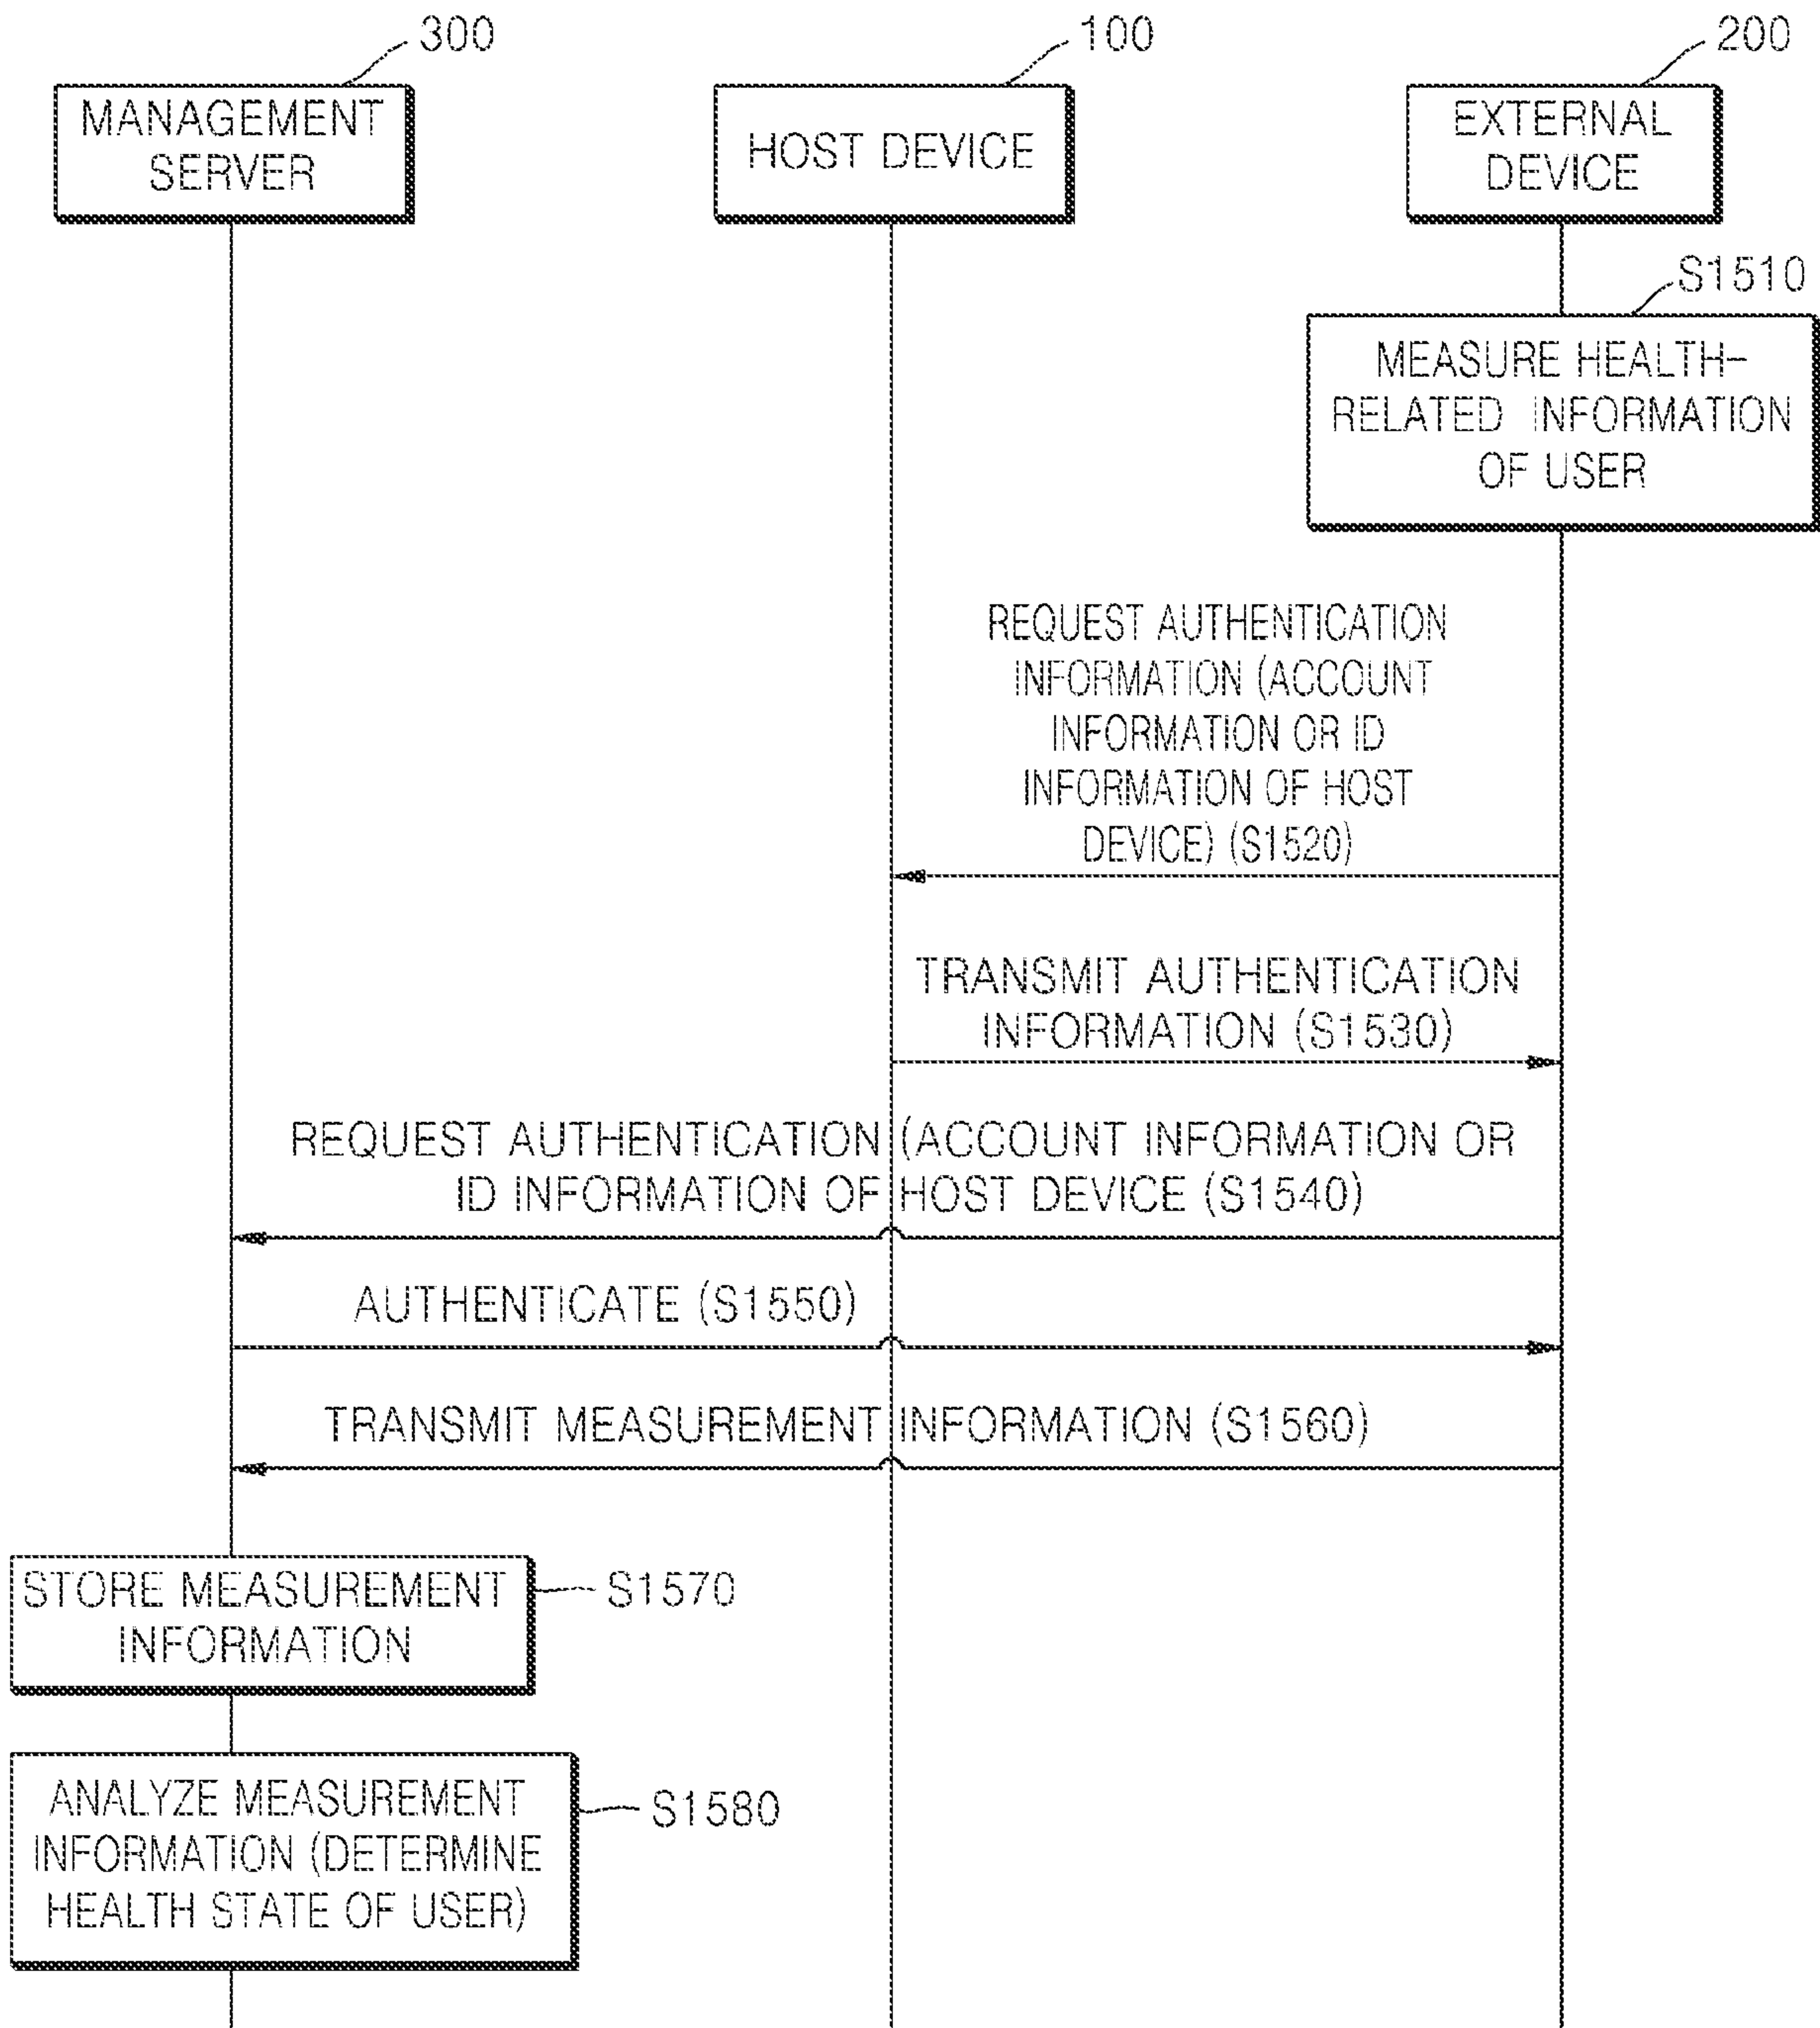 300
100
200
MANAGEMENT
SERVER
HOST DEVICE
EXTERNAL
DEVICE
S1510
MEASURE HEALTH-
RELATED INFORMATION
OF USER
REQUEST AUTHENTICATION
INFORMATION (ACCOUNT
INFORMATION OR ID
INFORMATION OF HOST
DEVICE) (S1520)
TRANSMIT AUTHENTICATION
INFORMATION (S1530)
REQUEST AUTHENTICATION (ACCOUNT INFORMATION OR
ID INFORMATION OF HOST DEVICE (S1540)
AUTHENTICATE (S1550)
TRANSMIT MEASUREMENT INFORMATION (S1560)
STORE MEASUREMENT
INFORMATION
S1570
ANALYZE MEASUREMENT
INFORMATION (DETERMINE
HEALTH STATE OF USER)
S1580